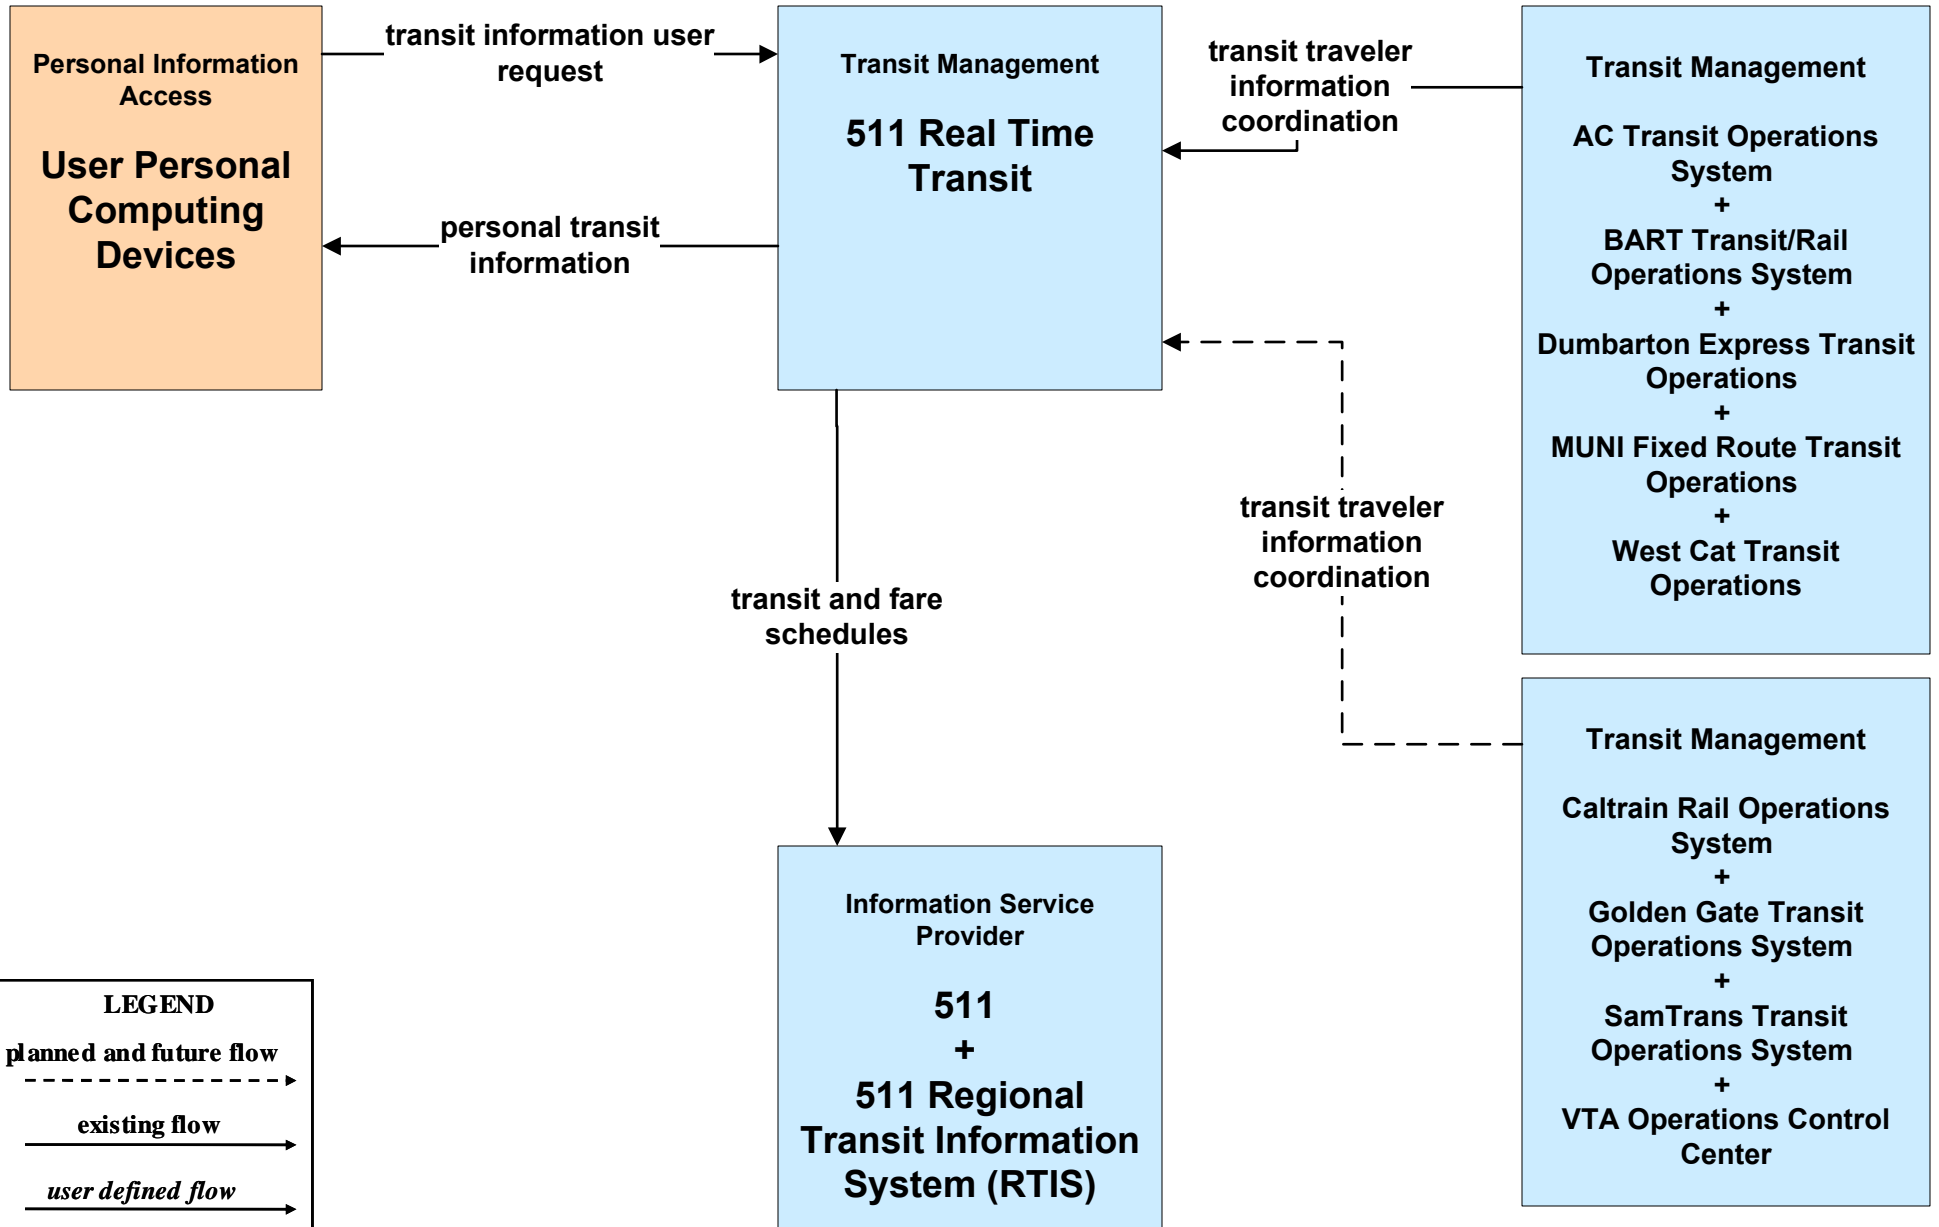 Personal Information
Access
User Personal
Computing
Devices
transit information user
request
personal transit
information
Transit Management
511 Real Time
Transit
transit traveler
information
coordination
Transit Management
AC Transit Operations
System
+
BART Transit/Rail
Operations System
+
Dumbarton Express Transit
Operations
+
MUNI Fixed Route Transit
Operations
+
West Cat Transit
Operations
transit traveler
information
coordination
transit and fare
schedules
Transit Management
Caltrain Rail Operations
System
+
Golden Gate Transit
Operations System
+
SamTrans Transit
Operations System
+
VTA Operations Control
Center
Information Service
Provider
511
+
511 Regional
Transit Information
System (RTIS)
LEGEND
planned and future flow
existing flow
user defined flow